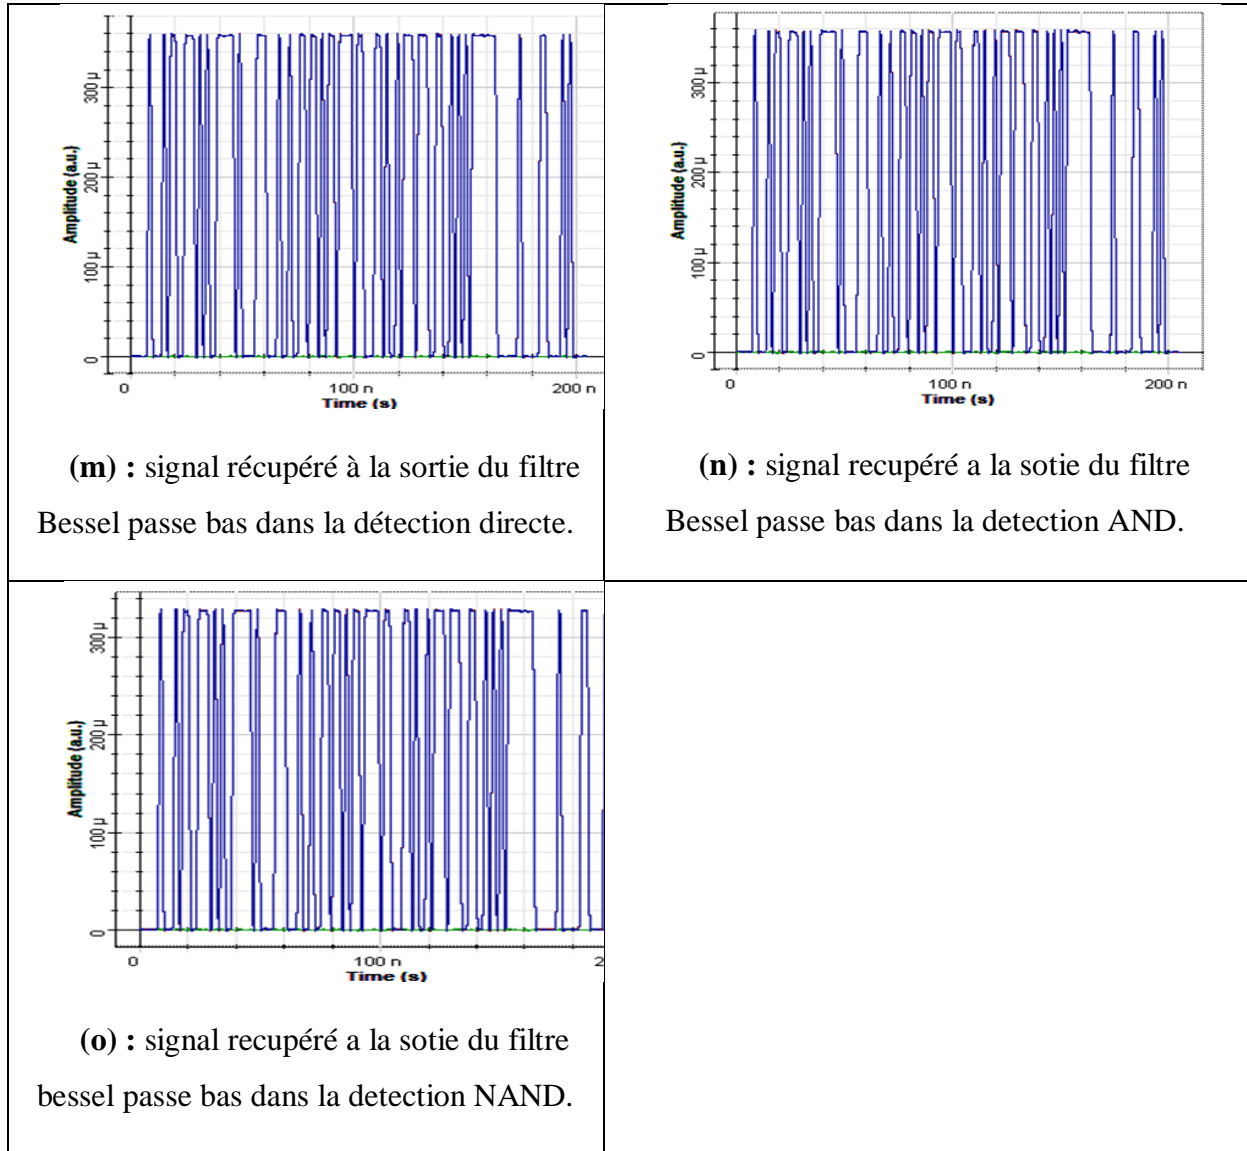 Amplitude (a.u.)
300 µ
200 µ
100 µ
0
0 100 n 200 n
Time (s)
(m) : signal récupéré à la sortie du filtre
Bessel passe bas dans la détection directe.
Amplitude (a.u.)
300 µ
200 µ
100 µ
0
0 100 n 200 n
Time (s)
(n) : signal recupéré a la sotie du filtre
Bessel passe bas dans la detection AND.
Amplitude (a.u.)
300 µ
200 µ
100 µ
0
0 100 n 2
Time (s)
(o) : signal recupéré a la sotie du filtre
bessel passe bas dans la detection NAND.